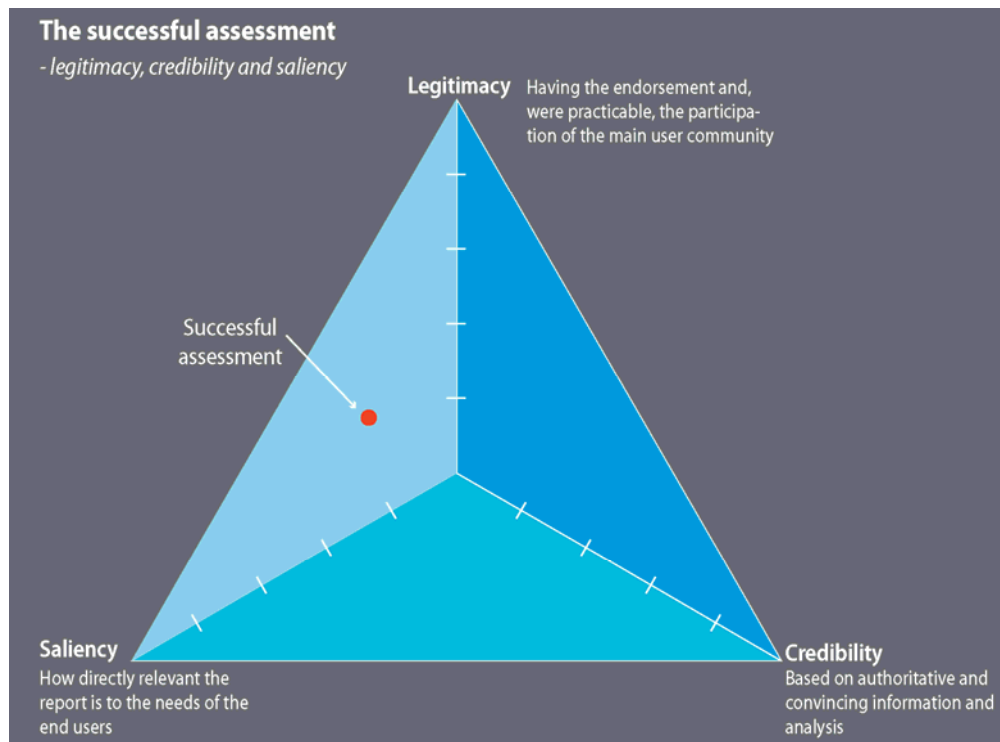 The successful assessment
- legitimacy, credibility and saliency
Legitimacy
Having the endorsement and,
were practicable, the participa-
tion of the main user community
Successful
assessment
Saliency
How directly relevant the
report is to the needs of the
end users
Credibility
Based on authoritative and
convincing information and
analysis